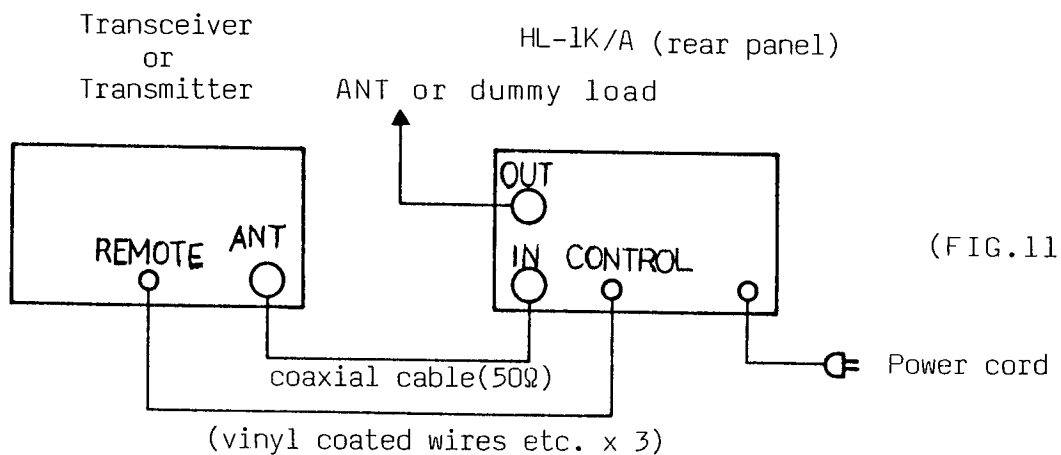 Transceiver
or
Transmitter
HL-1K/A (rear panel)
ANT or dummy load
REMOTE
ANT
OUT
IN
CONTROL
(FIG.11
coaxial cable(50Ω)
Power cord
(vinyl coated wires etc. x 3)